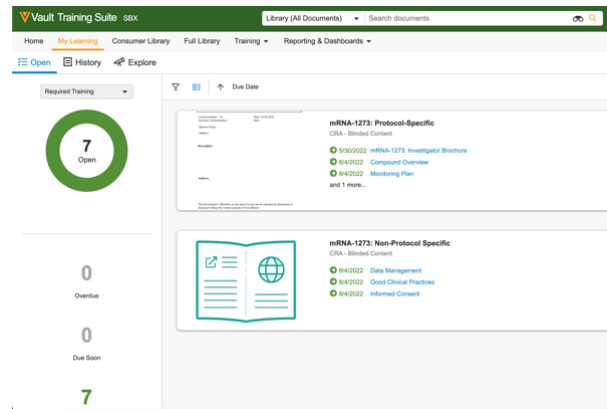 Vault Training Suite SBX
Library (All Documents) Search documents
Home My Learning Consumer Library Full Library Training Reporting & Dashboards
Open History Explore
Required Training
Due Date
7
Open
mRNA-1273: Protocol-Specific
CRA - Blinded Content
5/30/2022 mRNA-1273: Investigator Brochure
8/4/2022 Compound Overview
8/4/2022 Monitoring Plan
and 1 more...
0
Overdue
mRNA-1273: Non-Protocol Specific
CRA - Blinded Content
8/4/2022 Data Management
8/4/2022 Good Clinical Practices
8/4/2022 Informed Consent
0
Due Soon
7